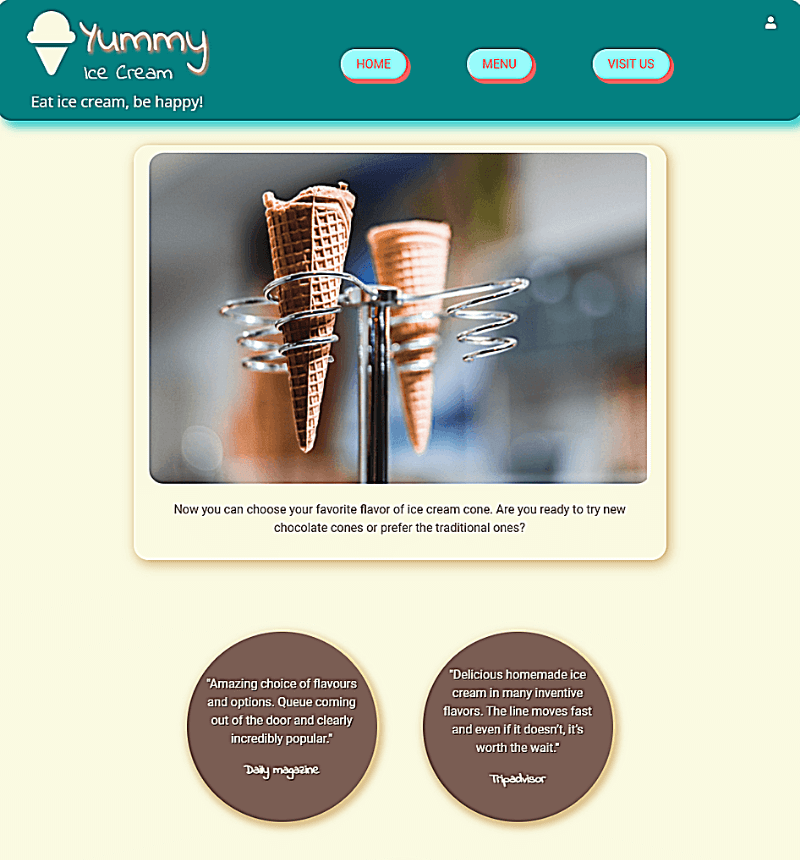 Yummy
Ice Cream
Eat ice cream, be happy!
HOME
MENU
VISIT US
Now you can choose your favorite flavor of ice cream cone. Are you ready to try new
chocolate cones or prefer the traditional ones?
"Amazing choice of flavours
and options. Queue coming
out of the door and clearly
incredibly popular."
Daily magazine
"Delicious homemade ice
cream in many inventive
flavors. The line moves fast
and even if it doesn't, it's
worth the wait."
Tripadvisor